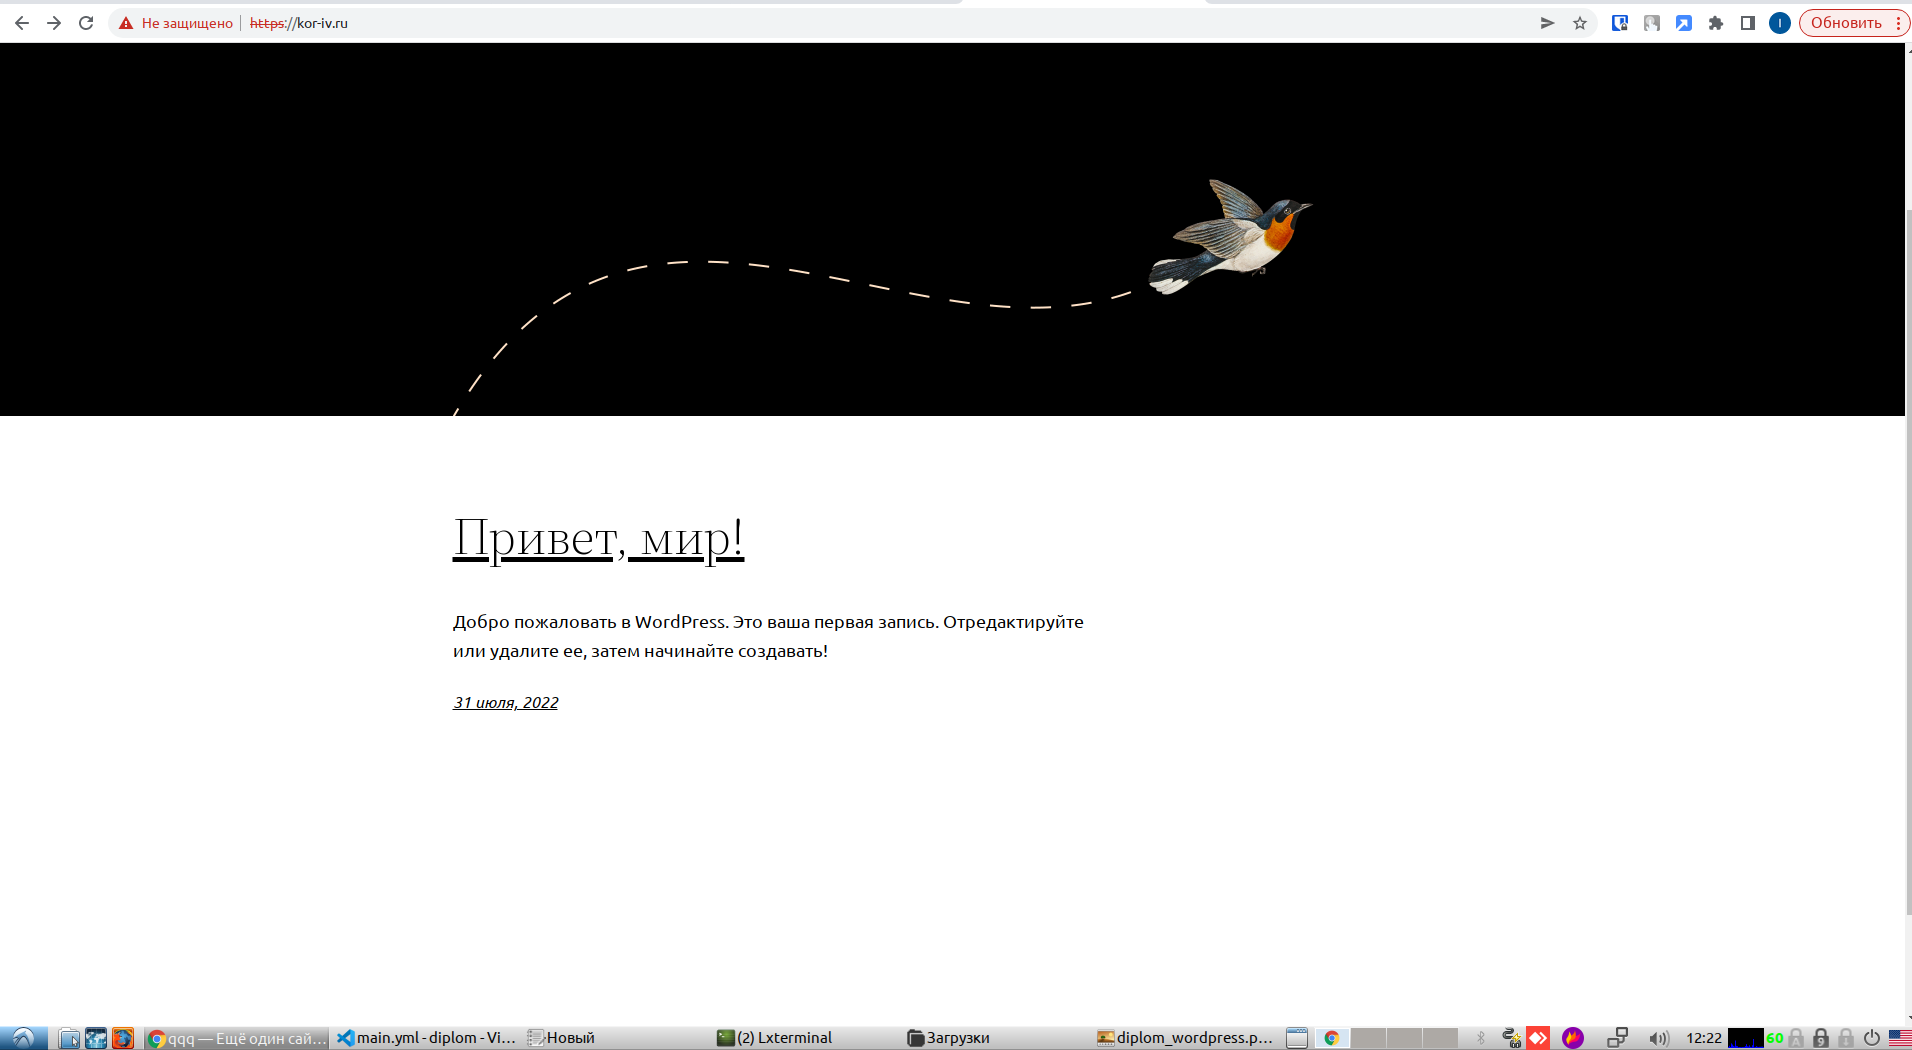 Не защищено
https://kor-iv.ru
Обновить
Привет, мир!
Добро пожаловать в WordPress. Это ваша первая запись. Отредактируйте
или удалите ее, затем начинайте создавать!
31 июля, 2022
qqq — Ещё один сай...
main.yml - diplom - Vi...
Новый
(2) Lxterminal
Загрузки
diplom_wordpress.p...
12:22
60